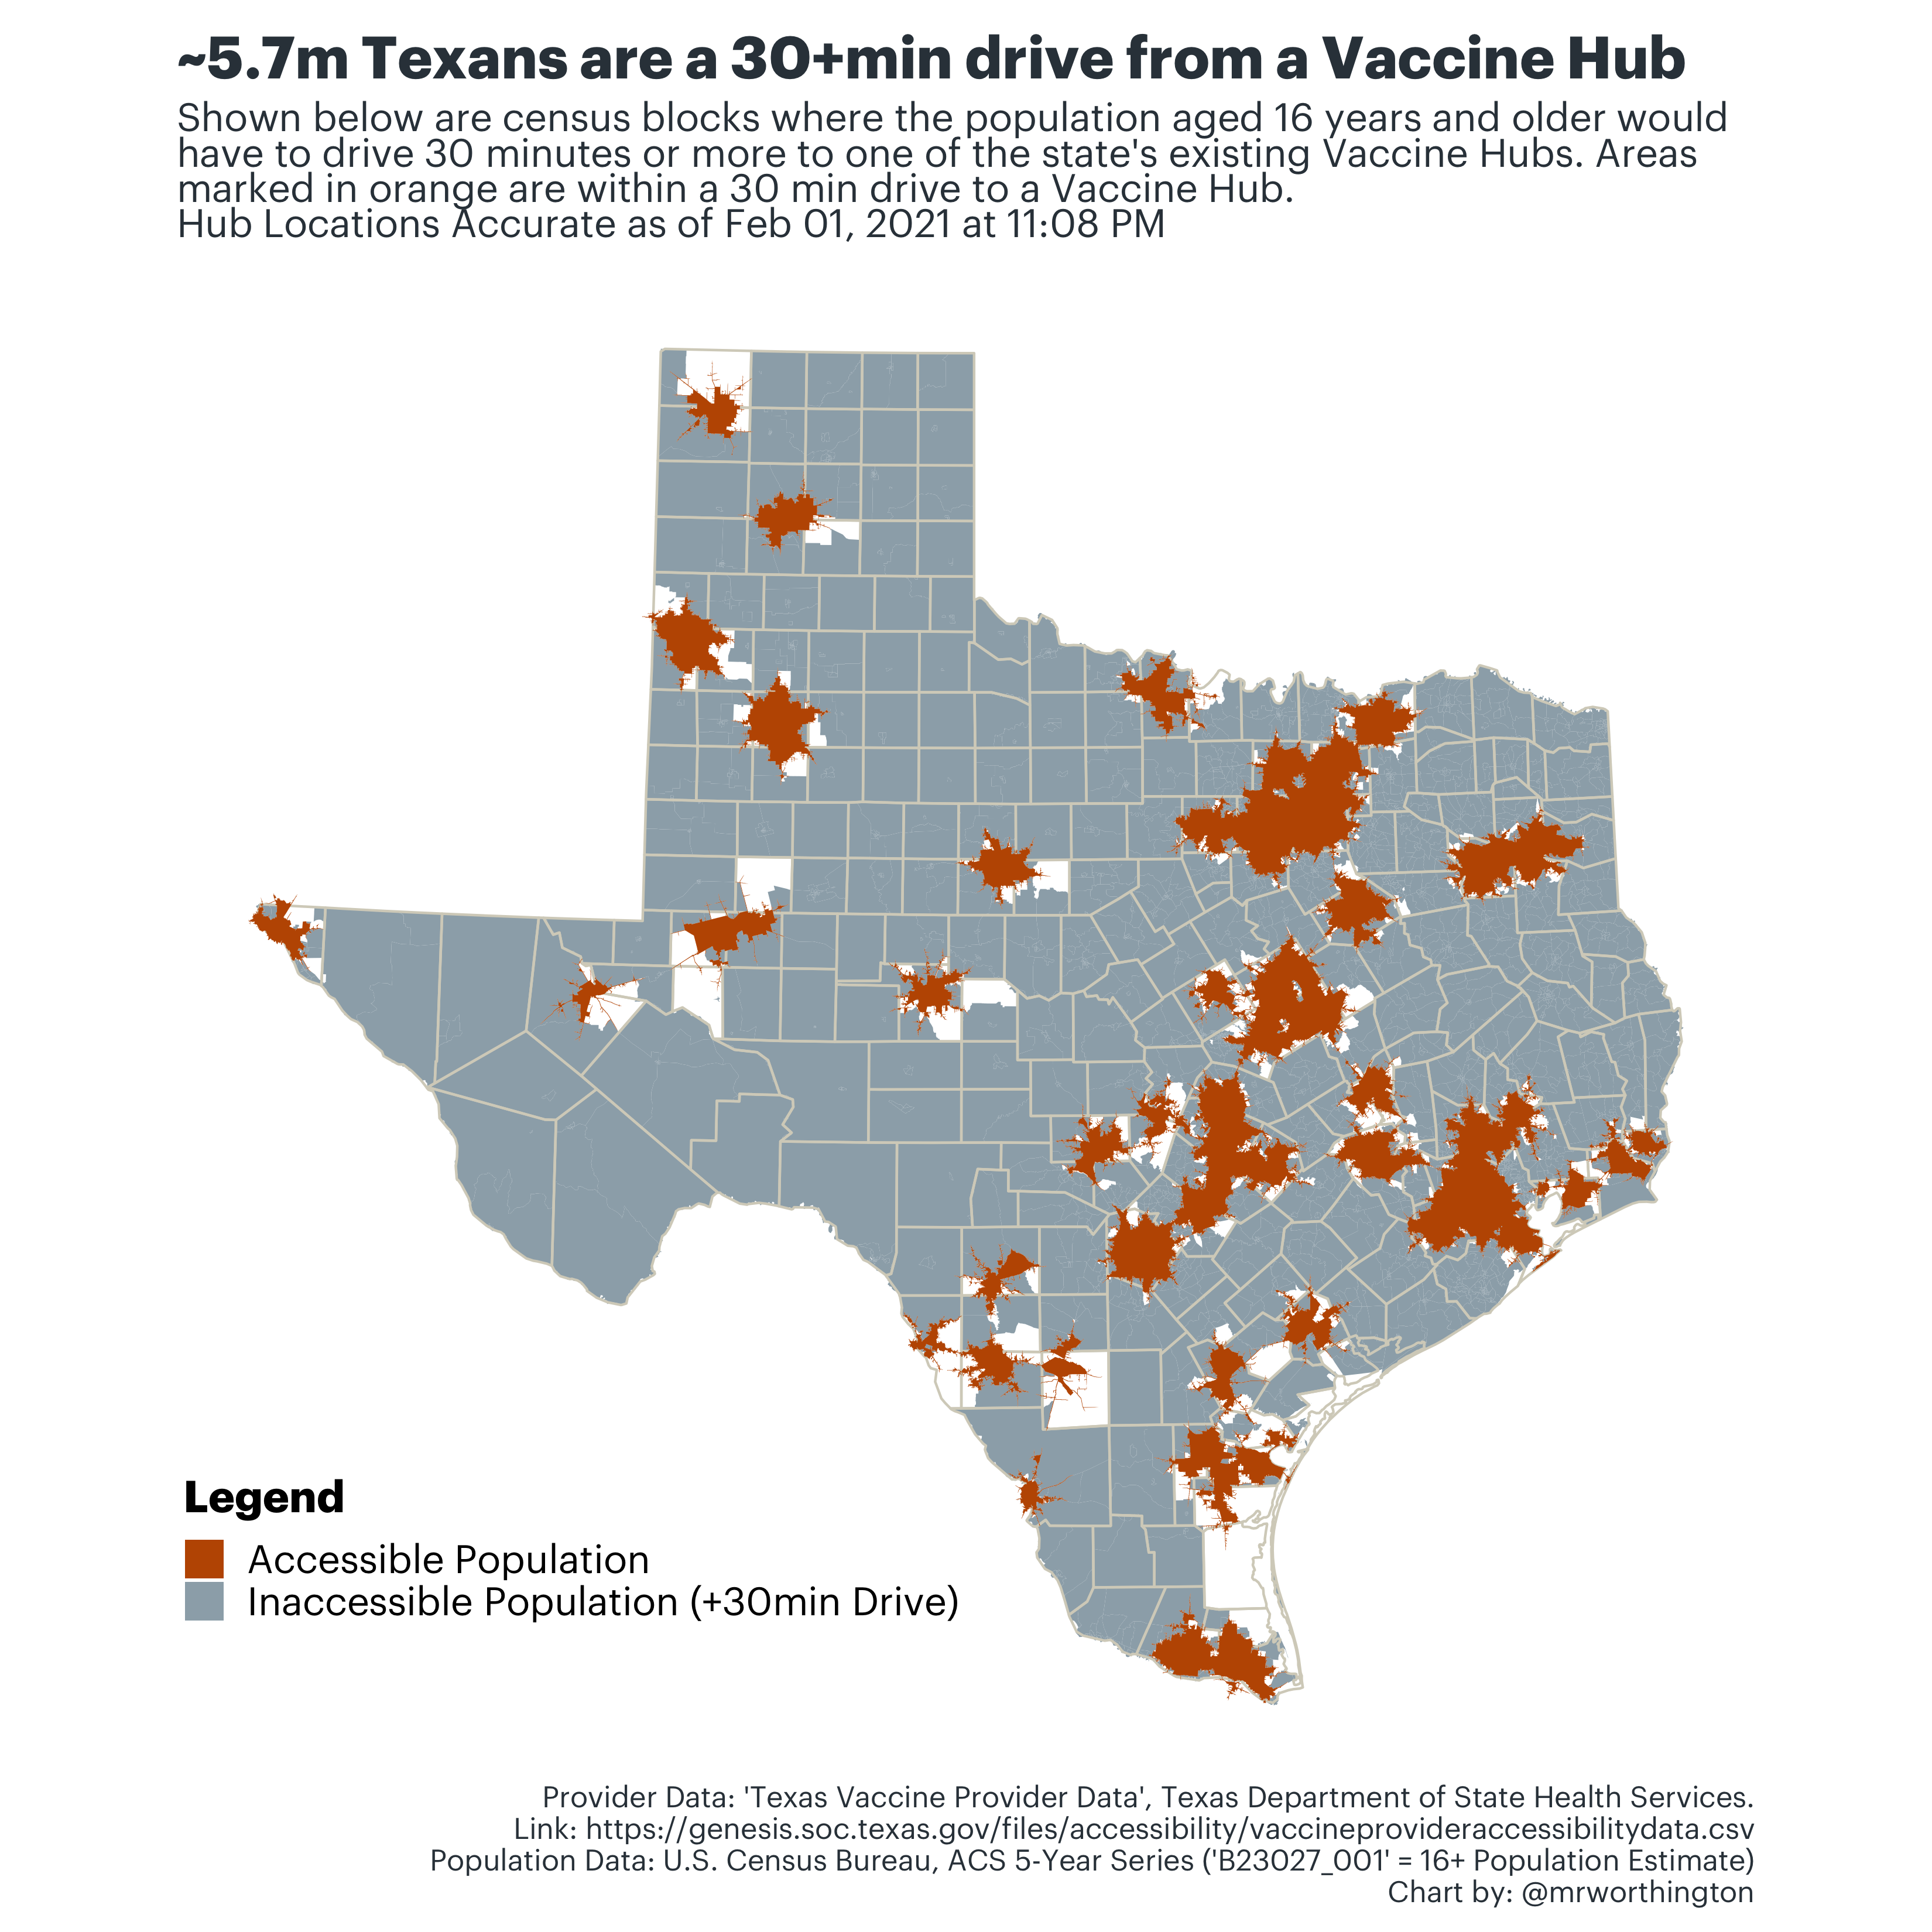 ~5.7m Texans are a 30+min drive from a Vaccine Hub
Shown below are census blocks where the population aged 16 years and older would
have to drive 30 minutes or more to one of the state's existing Vaccine Hubs. Areas
marked in orange are within a 30 min drive to a Vaccine Hub.
Hub Locations Accurate as of Feb 01, 2021 at 11:08 PM
Legend
Accessible Population
Inaccessible Population (+30min Drive)
Provider Data: 'Texas Vaccine Provider Data', Texas Department of State Health Services.
Link: https://genesis.soc.texas.gov/files/accessibility/vaccineprovideraccessibilitydata.csv
Population Data: U.S. Census Bureau, ACS 5-Year Series ('B23027_001' = 16+ Population Estimate)
Chart by: @mrworthington